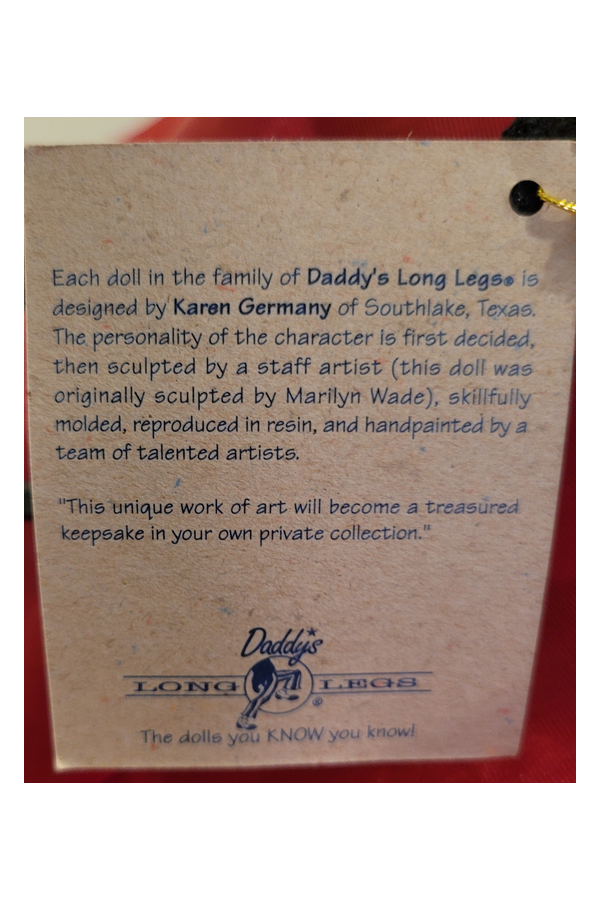 Each doll in the family of Daddy's Long Legs® is
designed by Karen Germany of Southlake, Texas.
The personality of the character is first decided,
then sculpted by a staff artist (this doll was
originally sculpted by Marilyn Wade), skillfully
molded, reproduced in resin, and handpainted by a
team of talented artists.
"This unique work of art will become a treasured
keepsake in your own private collection."
Daddy's
LONG LEGS®
The dolls you KNOW you know!